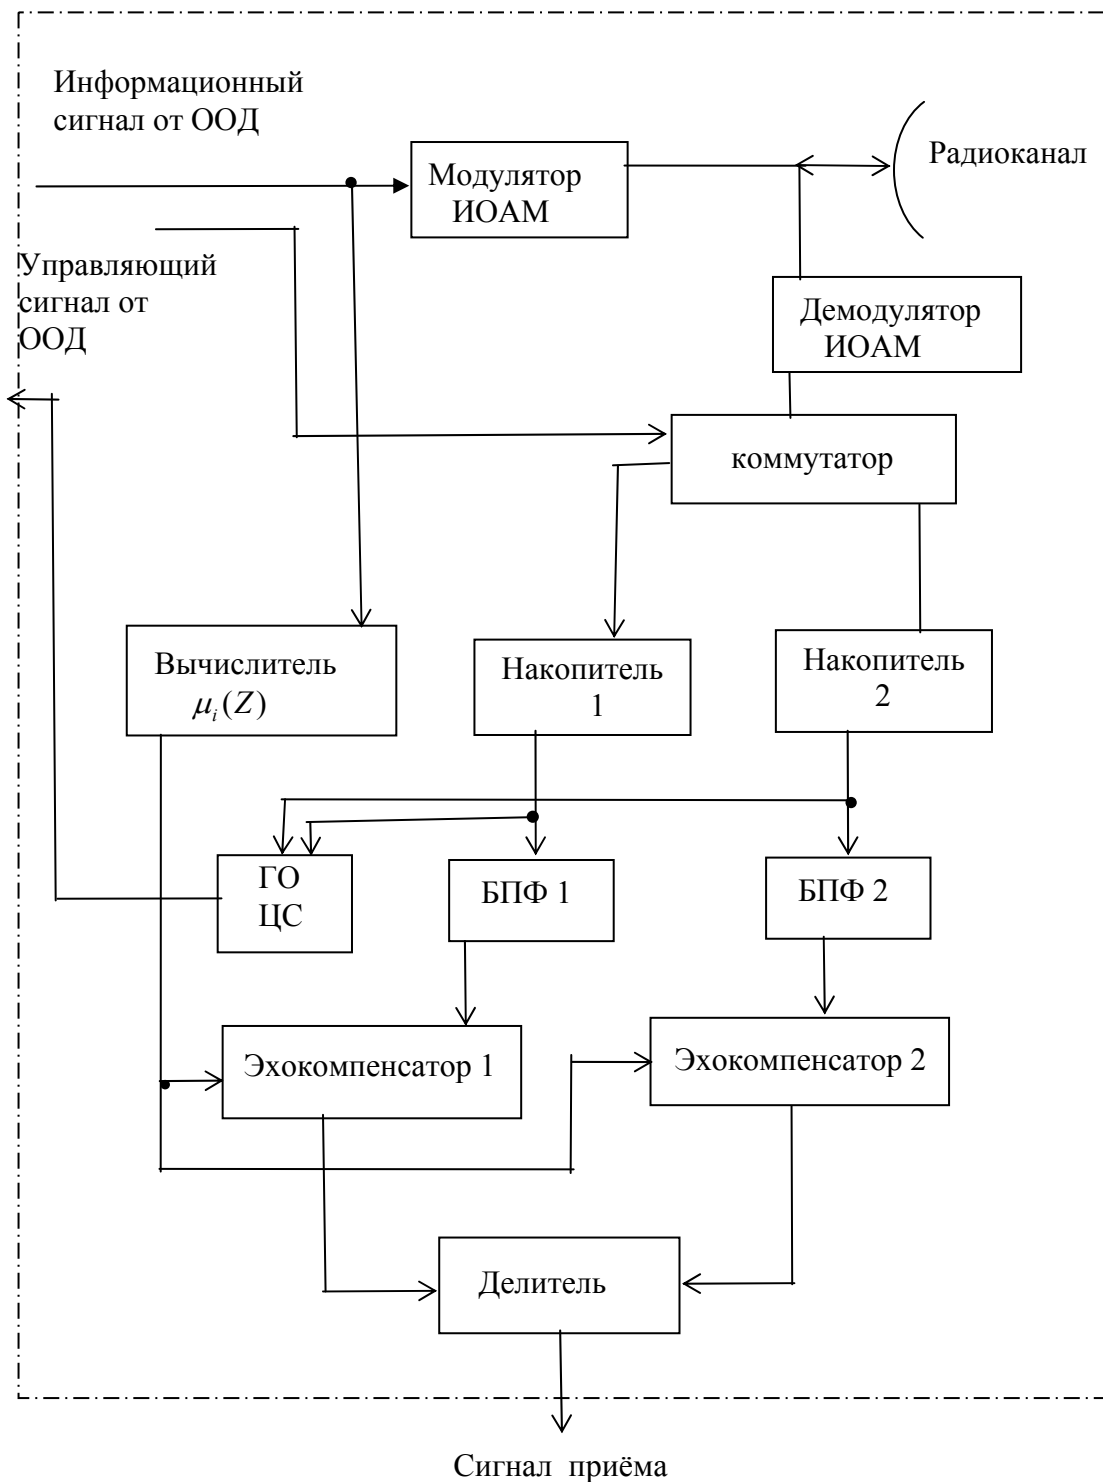 Информационный
сигнал от ООД
Радиоканал
Модулятор
ИОАМ
Управляющий
сигнал от
ООД
Демодулятор
ИОАМ
коммутатор
Вычислитель
μᵢ(Z)
Накопитель
1
Накопитель
2
ГО
ЦС
БПФ 1
БПФ 2
Эхокомпенсатор 1
Эхокомпенсатор 2
Делитель
Сигнал приёма